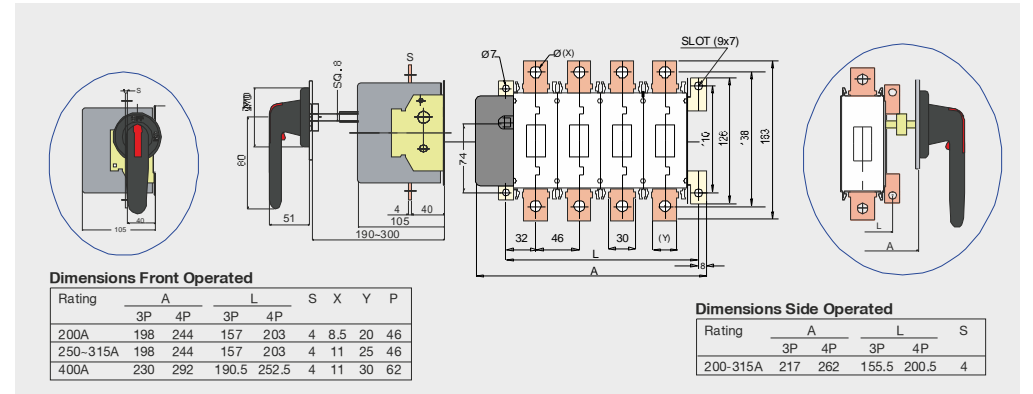 SLOT (9x7)
Ø7
Ø(X)
S
SQ.8
S
80
74
110
126
138
163
40
105
51
4
40
105
190~300
32
46
30
(Y)
L
8
A
L
A
Dimensions Front Operated
Rating A L S X Y P
3P 4P 3P 4P
200A 198 244 157 203 4 8.5 20 46
250~315A 198 244 157 203 4 11 25 46
400A 230 292 190.5 252.5 4 11 30 62
Dimensions Side Operated
Rating A L S
3P 4P 3P 4P
200-315A 217 262 155.5 200.5 4